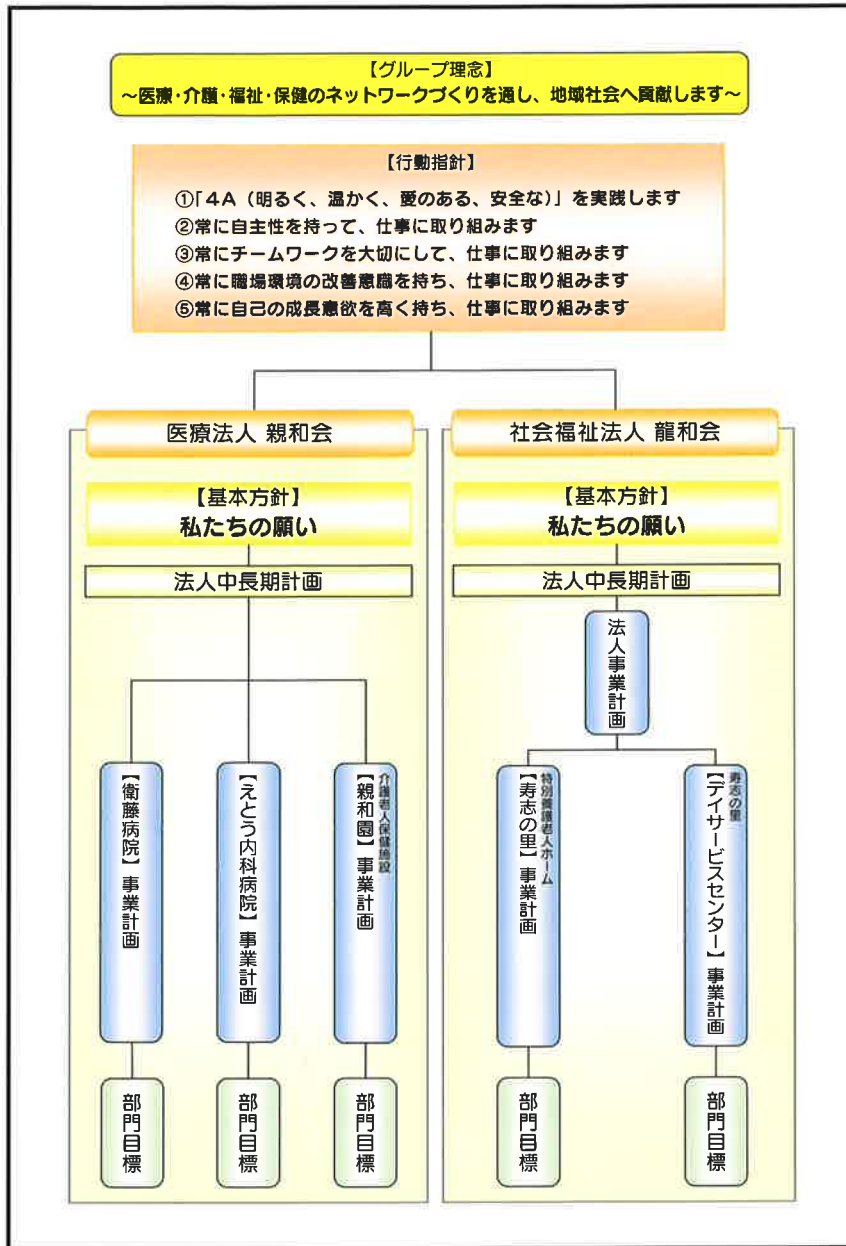 【グループ理念】
～医療・介護・福祉・保健のネットワークづくりを通し、地域社会へ貢献します～
【行動指針】
①「4A（明るく、温かく、愛のある、安全な）」を実践します
②常に自主性を持って、仕事に取り組みます
③常にチームワークを大切にして、仕事に取り組みます
④常に職場環境の改善意識を持ち、仕事に取り組みます
⑤常に自己の成長意欲を高く持ち、仕事に取り組みます
医療法人 親和会
【基本方針】
私たちの願い
法人中長期計画
【衛藤病院】事業計画
【えとう内科病院】事業計画
介護老人保健施設
【親和園】事業計画
部門目標
部門目標
部門目標
社会福祉法人 龍和会
【基本方針】
私たちの願い
法人中長期計画
法人事業計画
特別養護老人ホーム
【寿志の里】事業計画
寿志の里
【デイサービスセンター】事業計画
部門目標
部門目標